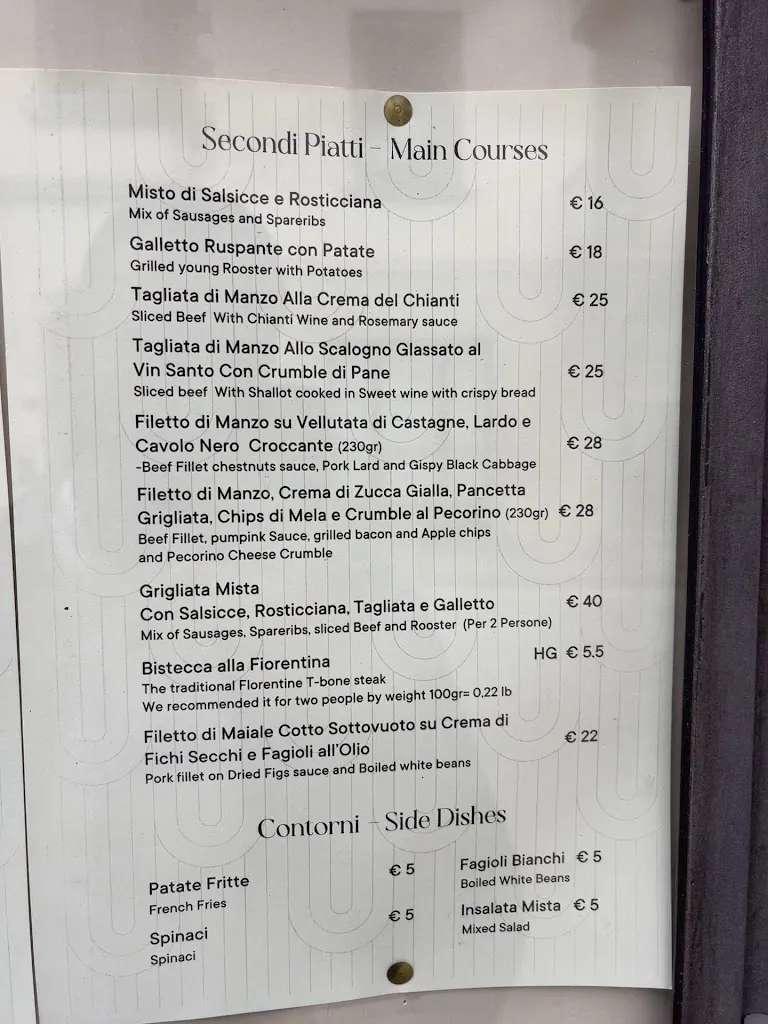 Secondi Piatti - Main Courses
Misto di Salsicce e Rosticciana € 16
Mix of Sausages and Spareribs
Galletto Ruspante con Patate € 18
Grilled young Rooster with Potatoes
Tagliata di Manzo Alla Crema del Chianti € 25
Sliced Beef With Chianti Wine and Rosemary sauce
Tagliata di Manzo Allo Scalogno Glassato al
Vin Santo Con Crumble di Pane € 25
Sliced beef With Shallot cooked in Sweet wine with crispy bread
Filetto di Manzo su Vellutata di Castagne, Lardo e
Cavolo Nero Croccante (230gr) € 28
-Beef Fillet chestnuts sauce, Pork Lard and Gispy Black Cabbage
Filetto di Manzo, Crema di Zucca Gialla, Pancetta
Grigliata, Chips di Mela e Crumble al Pecorino (230gr) € 28
Beef Fillet, pumpink Sauce, grilled bacon and Apple chips
and Pecorino Cheese Crumble
Grigliata Mista
Con Salsicce, Rosticciana, Tagliata e Galletto € 40
Mix of Sausages, Spareribs, sliced Beef and Rooster (Per 2 Persone)
Bistecca alla Fiorentina HG € 5.5
The traditional Florentine T-bone steak
We recommended it for two people by weight 100gr= 0,22 lb
Filetto di Maiale Cotto Sottovuoto su Crema di
Fichi Secchi e Fagioli all'Olio € 22
Pork fillet on Dried Figs sauce and Boiled white beans
Contorni - Side Dishes
Patate Fritte € 5
French Fries
Spinaci € 5
Spinaci
Fagioli Bianchi € 5
Boiled White Beans
Insalata Mista € 5
Mixed Salad